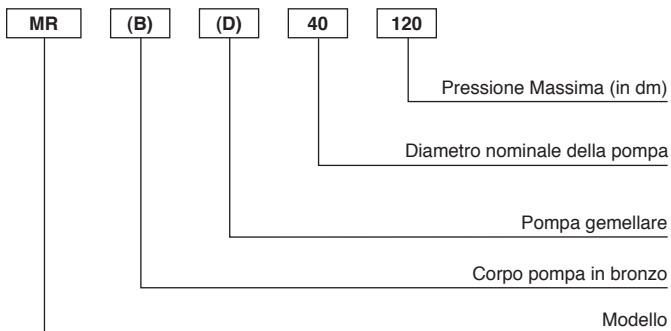 MR (B) (D) 40 120
Pressione Massima (in dm)
Diametro nominale della pompa
Pompa gemellare
Corpo pompa in bronzo
Modello